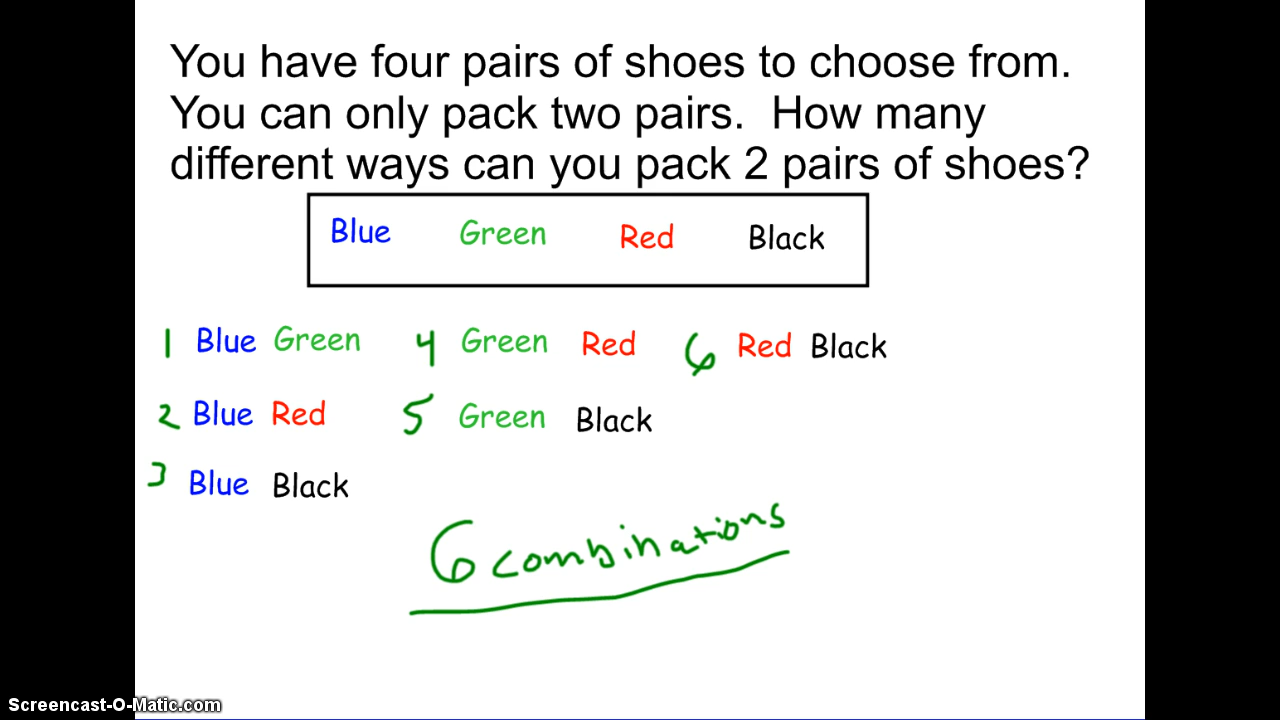 You have four pairs of shoes to choose from.
You can only pack two pairs. How many
different ways can you pack 2 pairs of shoes?
Blue Green Red Black
1 Blue Green 4 Green Red 6 Red Black
2 Blue Red 5 Green Black
3 Blue Black
6 combinations
Screencast-O-Matic.com